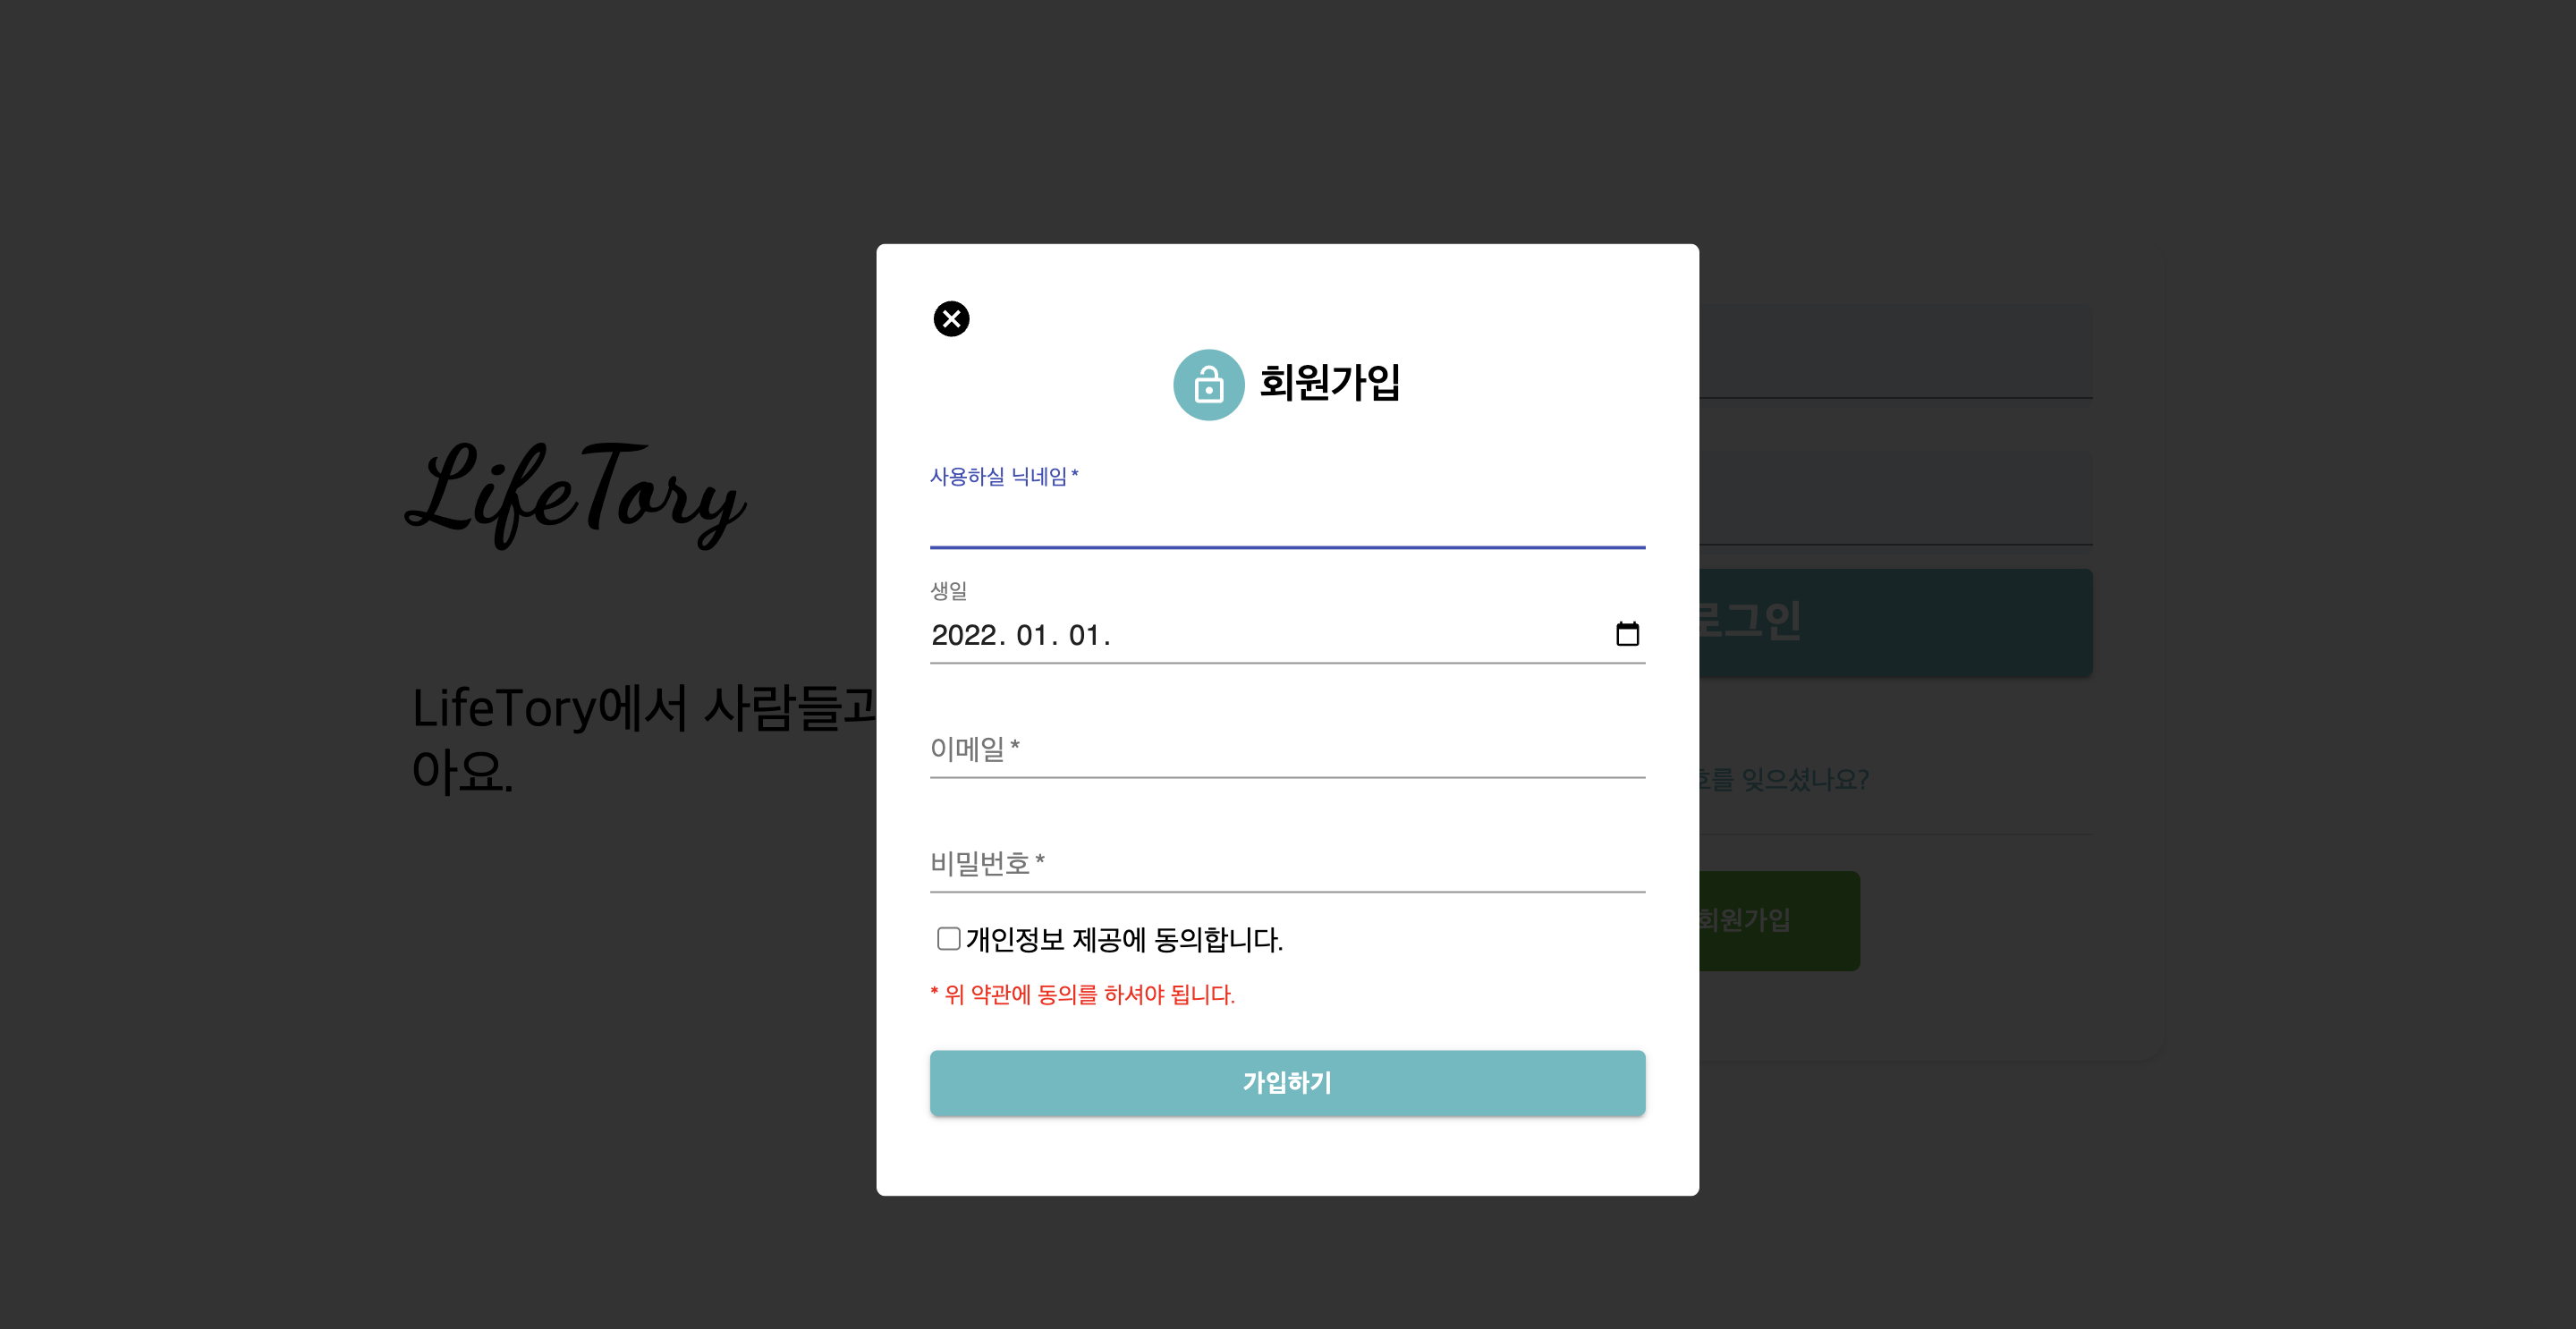 LifeTory
LifeTory에서 사람들과
아요.
회원가입
사용하실 닉네임 *
생일
2022. 01. 01.
이메일 *
비밀번호 *
개인정보 제공에 동의합니다.
* 위 약관에 동의를 하셔야 됩니다.
가입하기
로그인
를 잊으셨나요?
회원가입